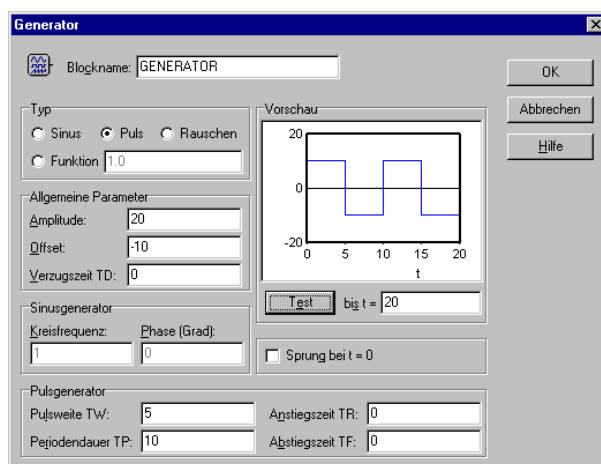 Generator
Blockname: GENERATOR
OK
Abbrechen
Hilfe
Typ
Sinus Puls Rauschen
Funktion 1.0
Vorschau
20
0
-20
0 5 10 15 20
t
Test bis t = 20
Allgemeine Parameter
Amplitude: 20
Offset: -10
Verzugszeit TD: 0
Sinusgenerator
Kreisfrequenz: Phase (Grad):
1 0
Sprung bei t = 0
Pulsgenerator
Pulsweite TW: 5 Anstiegszeit TR: 0
Periodendauer TP: 10 Abstiegszeit TF: 0